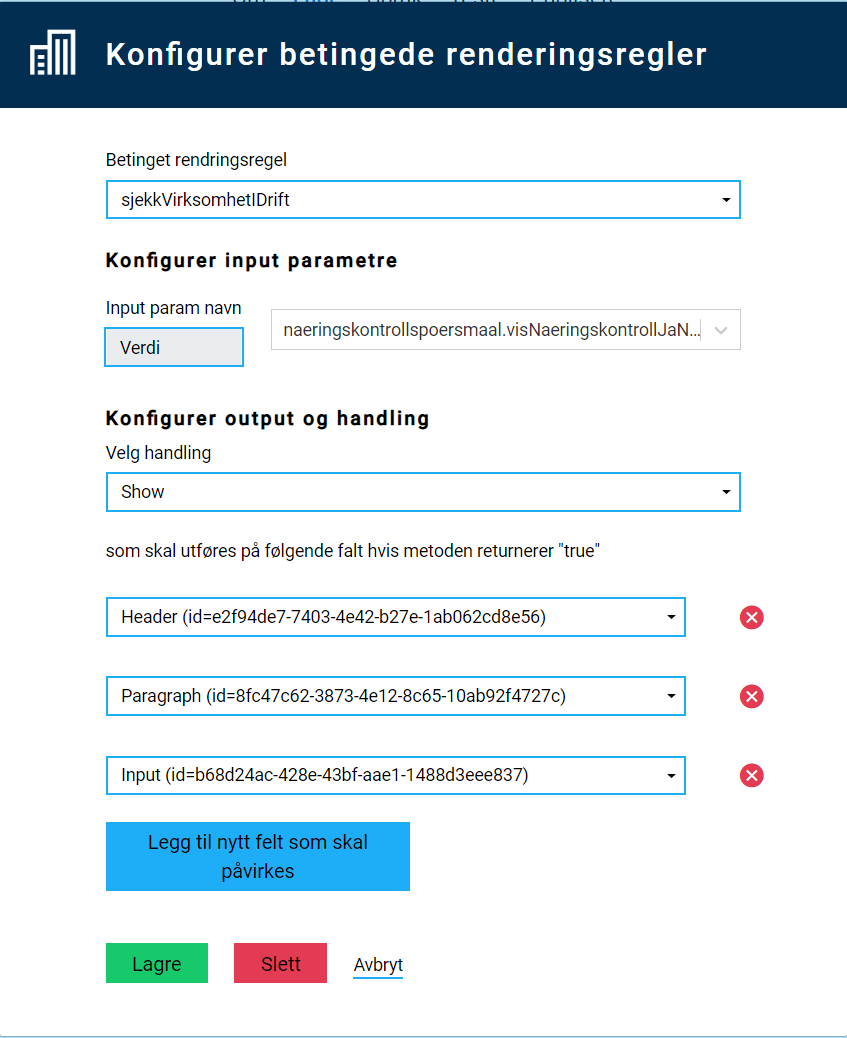 Konfigurer betingede renderingsregler
Betinget rendringsregel
sjekkVirksomhetIDrift
Konfigurer input parametre
Input param navn
Verdi
naeringskontrollspoersmaal.visNaeringskontrollJaN...
Konfigurer output og handling
Velg handling
Show
som skal utføres på følgende falt hvis metoden returnerer "true"
Header (id=e2f94de7-7403-4e42-b27e-1ab062cd8e56)
Paragraph (id=8fc47c62-3873-4e12-8c65-10ab92f4727c)
Input (id=b68d24ac-428e-43bf-aae1-1488d3eee837)
Legg til nytt felt som skal
påvirkes
Lagre
Slett
Avbryt